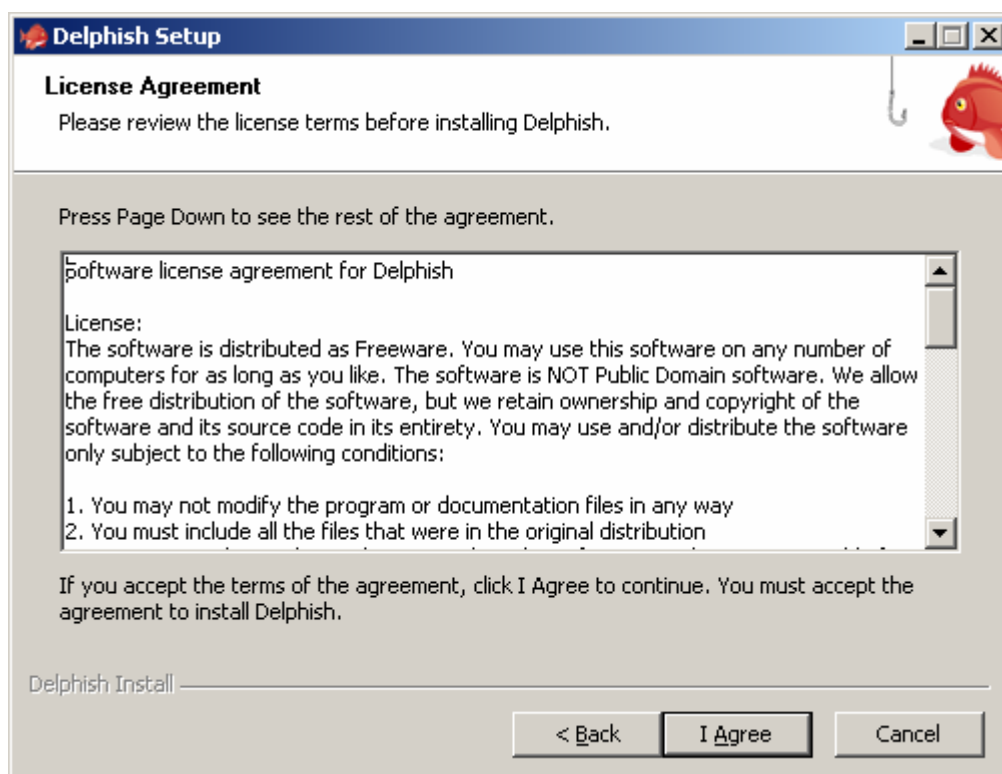 Delphish Setup
License Agreement
Please review the license terms before installing Delphish.
Press Page Down to see the rest of the agreement.
Software license agreement for Delphish
License:
The software is distributed as Freeware. You may use this software on any number of
computers for as long as you like. The software is NOT Public Domain software. We allow
the free distribution of the software, but we retain ownership and copyright of the
software and its source code in its entirety. You may use and/or distribute the software
only subject to the following conditions:
1. You may not modify the program or documentation files in any way
2. You must include all the files that were in the original distribution
If you accept the terms of the agreement, click I Agree to continue. You must accept the
agreement to install Delphish.
Delphish Install
< Back
I Agree
Cancel